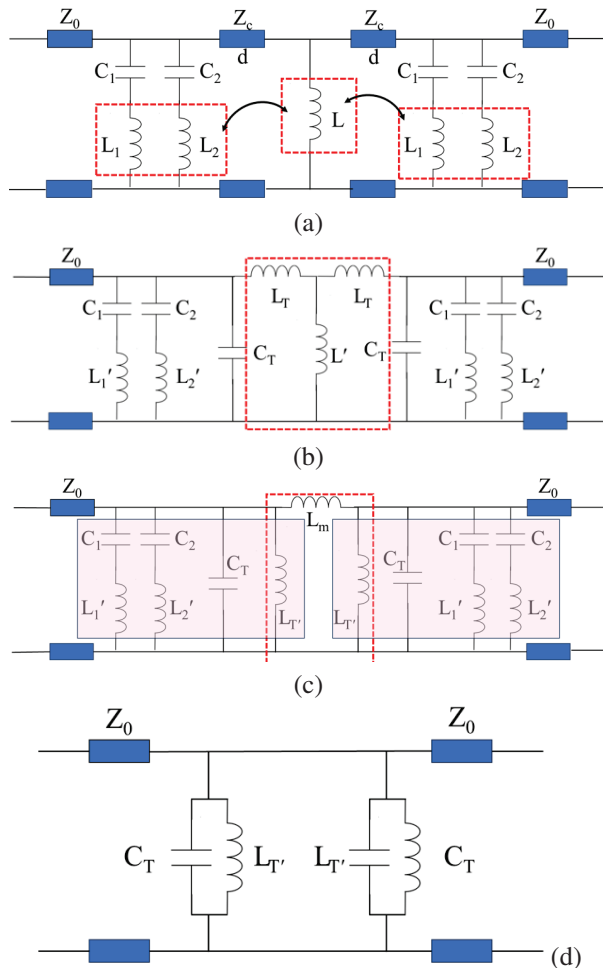 Z0 Zc Zc Z0
d d
C1 C2 C1 C2
L1 L2 L L1 L2
(a)
Z0 Z0
LT LT
C1 C2 C1 C2
CT L' CT
L1' L2' L1' L2'
(b)
Z0 Z0
Lm
C1 C2 C1 C2
CT CT
L1' L2' L1' L2'
LT' LT'
(c)
Z0 Z0
CT LT' LT' CT
(d)